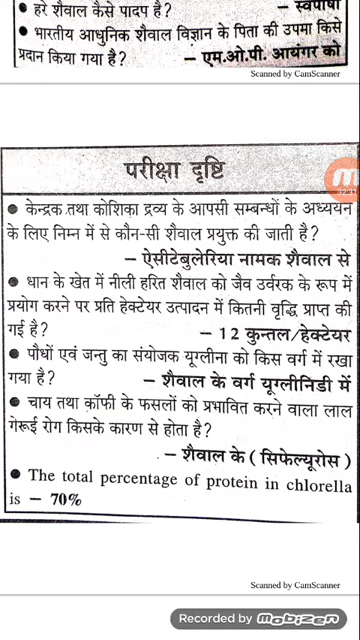 ● हरे शैवाल कैसे पादप है? – स्वपोषी
● भारतीय आधुनिक शैवाल विज्ञान के पिता की उपमा किसे
प्रदान किया गया है? – एम.ओ.पी. आयंगर को
Scanned by CamScanner
परीक्षा दृष्टि
● केन्द्रक तथा कोशिका द्रव्य के आपसी सम्बन्धों के अध्ययन
के लिए निम्न में से कौन-सी शैवाल प्रयुक्त की जाती है?
– ऐसीटेबुलेरिया नामक शैवाल से
● धान के खेत में नीली हरित शैवाल को जैव उर्वरक के रूप में
प्रयोग करने पर प्रति हेक्टेयर उत्पादन में कितनी वृद्धि प्राप्त की
गई है? – 12 कुन्तल/हेक्टेयर
● पौधों एवं जन्तु का संयोजक यूग्लीना को किस वर्ग में रखा
गया है? – शैवाल के वर्ग यूग्लीनिडी में
● चाय तथा कॉफी के फसलों को प्रभावित करने वाला लाल
गेरूई रोग किसके कारण से होता है?
– शैवाल के ( सिफेल्यूरोस )
● The total percentage of protein in chlorella
is – 70%
Scanned by CamScanner
Recorded by Mobizen